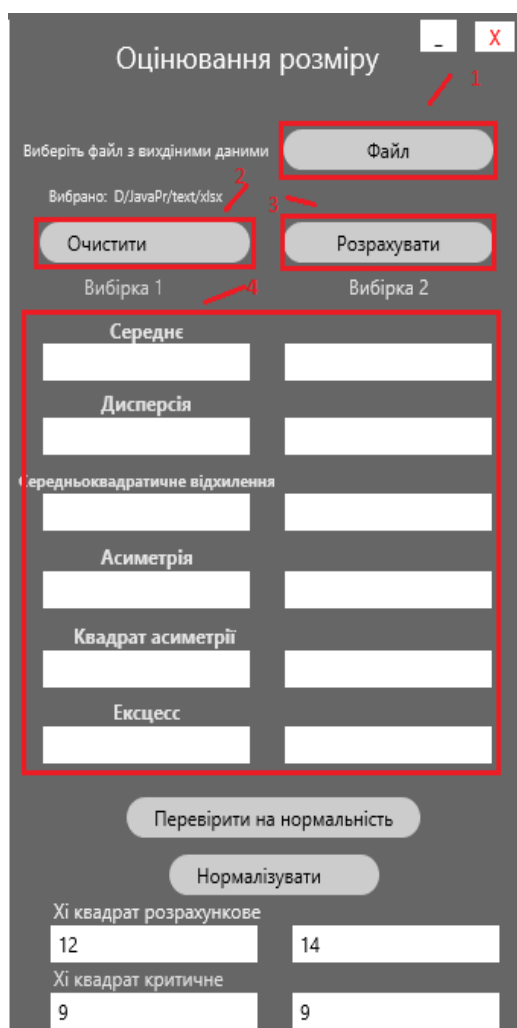 _ X
Оцінювання розміру
1
Виберіть файл з вихідіними даними Файл
2
Вибрано: D/JavaPr/text/xlsx
3
Очистити Розрахувати
Вибірка 1 4 Вибірка 2
Середнє
Дисперсія
Середньоквадратичне відхилення
Асиметрія
Квадрат асиметрії
Ексцесс
Перевірити на нормальність
Нормалізувати
Хі квадрат розрахункове
12 14
Хі квадрат критичне
9 9